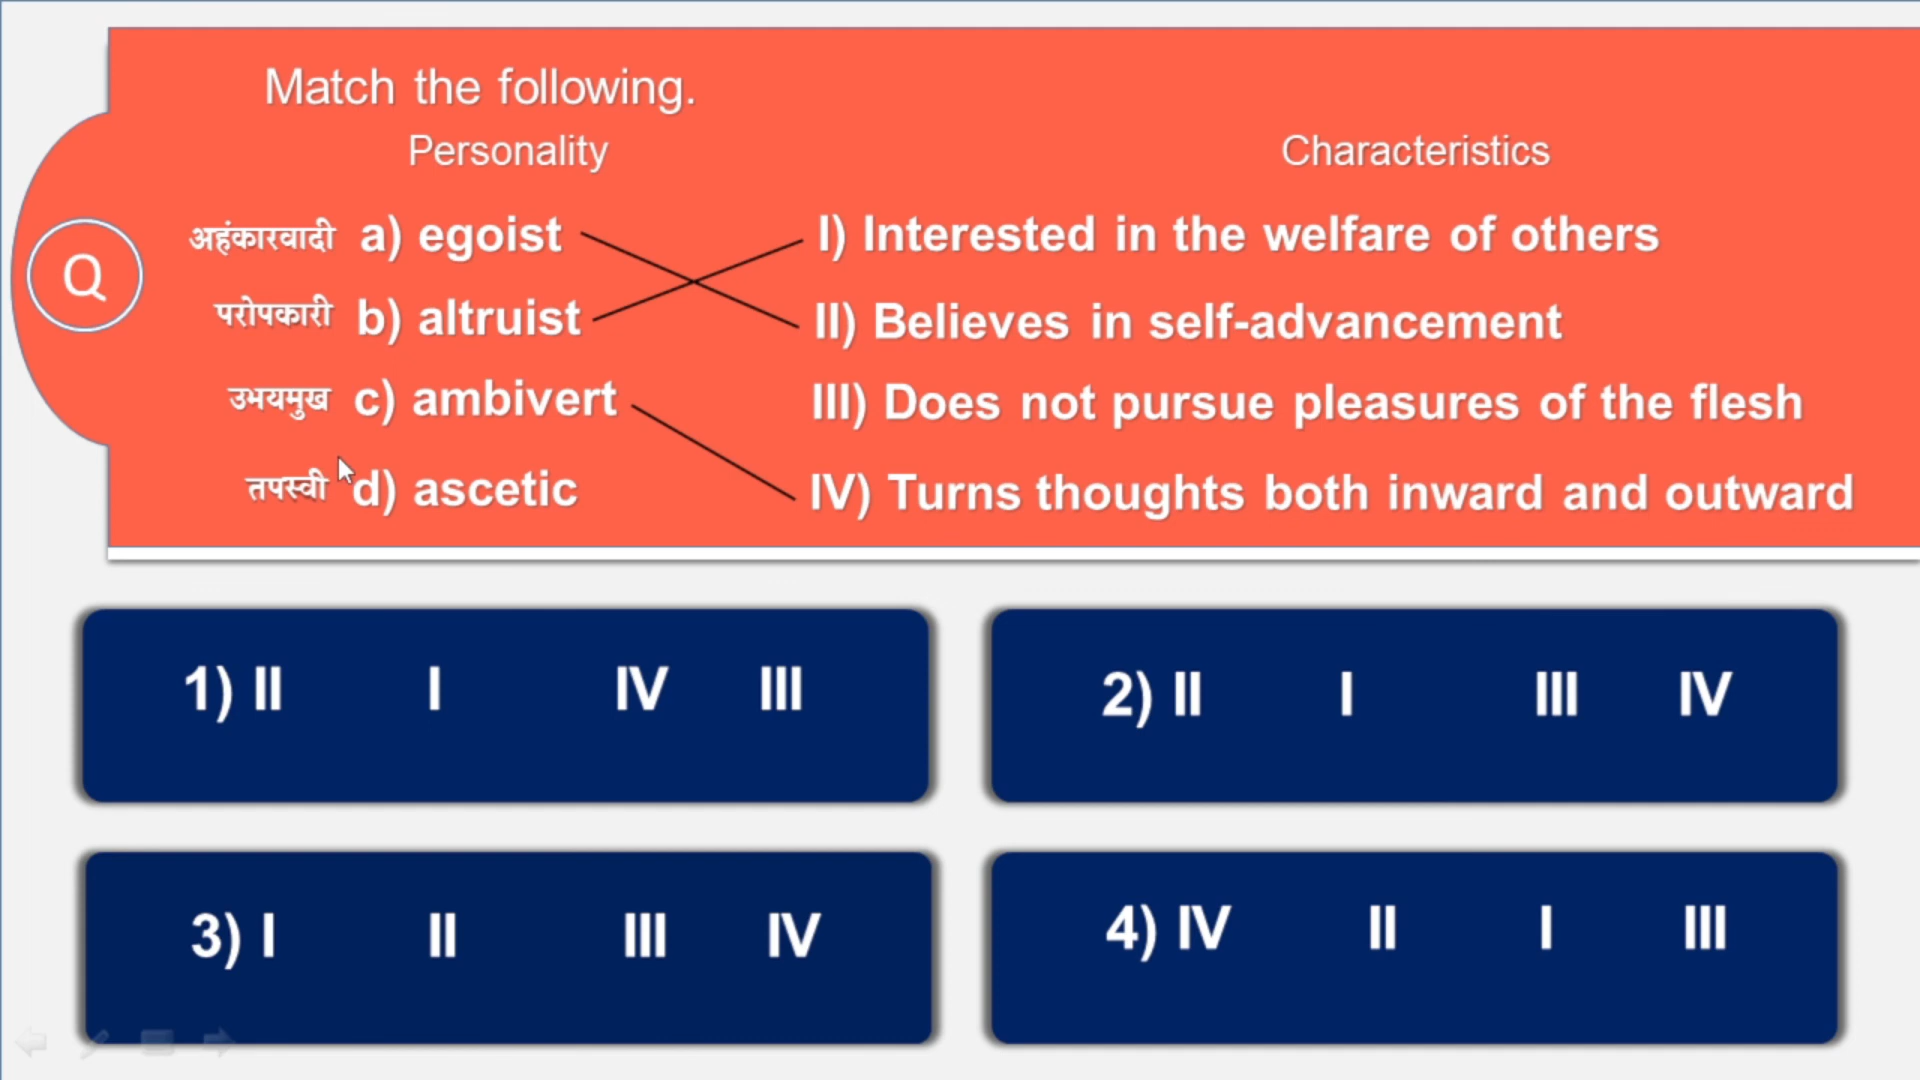 Match the following.
Personality Characteristics
Q
अहंकारवादी a) egoist I) Interested in the welfare of others
परोपकारी b) altruist II) Believes in self-advancement
उभयमुख c) ambivert III) Does not pursue pleasures of the flesh
तपस्वी d) ascetic IV) Turns thoughts both inward and outward
1) II I IV III
2) II I III IV
3) I II III IV
4) IV II I III